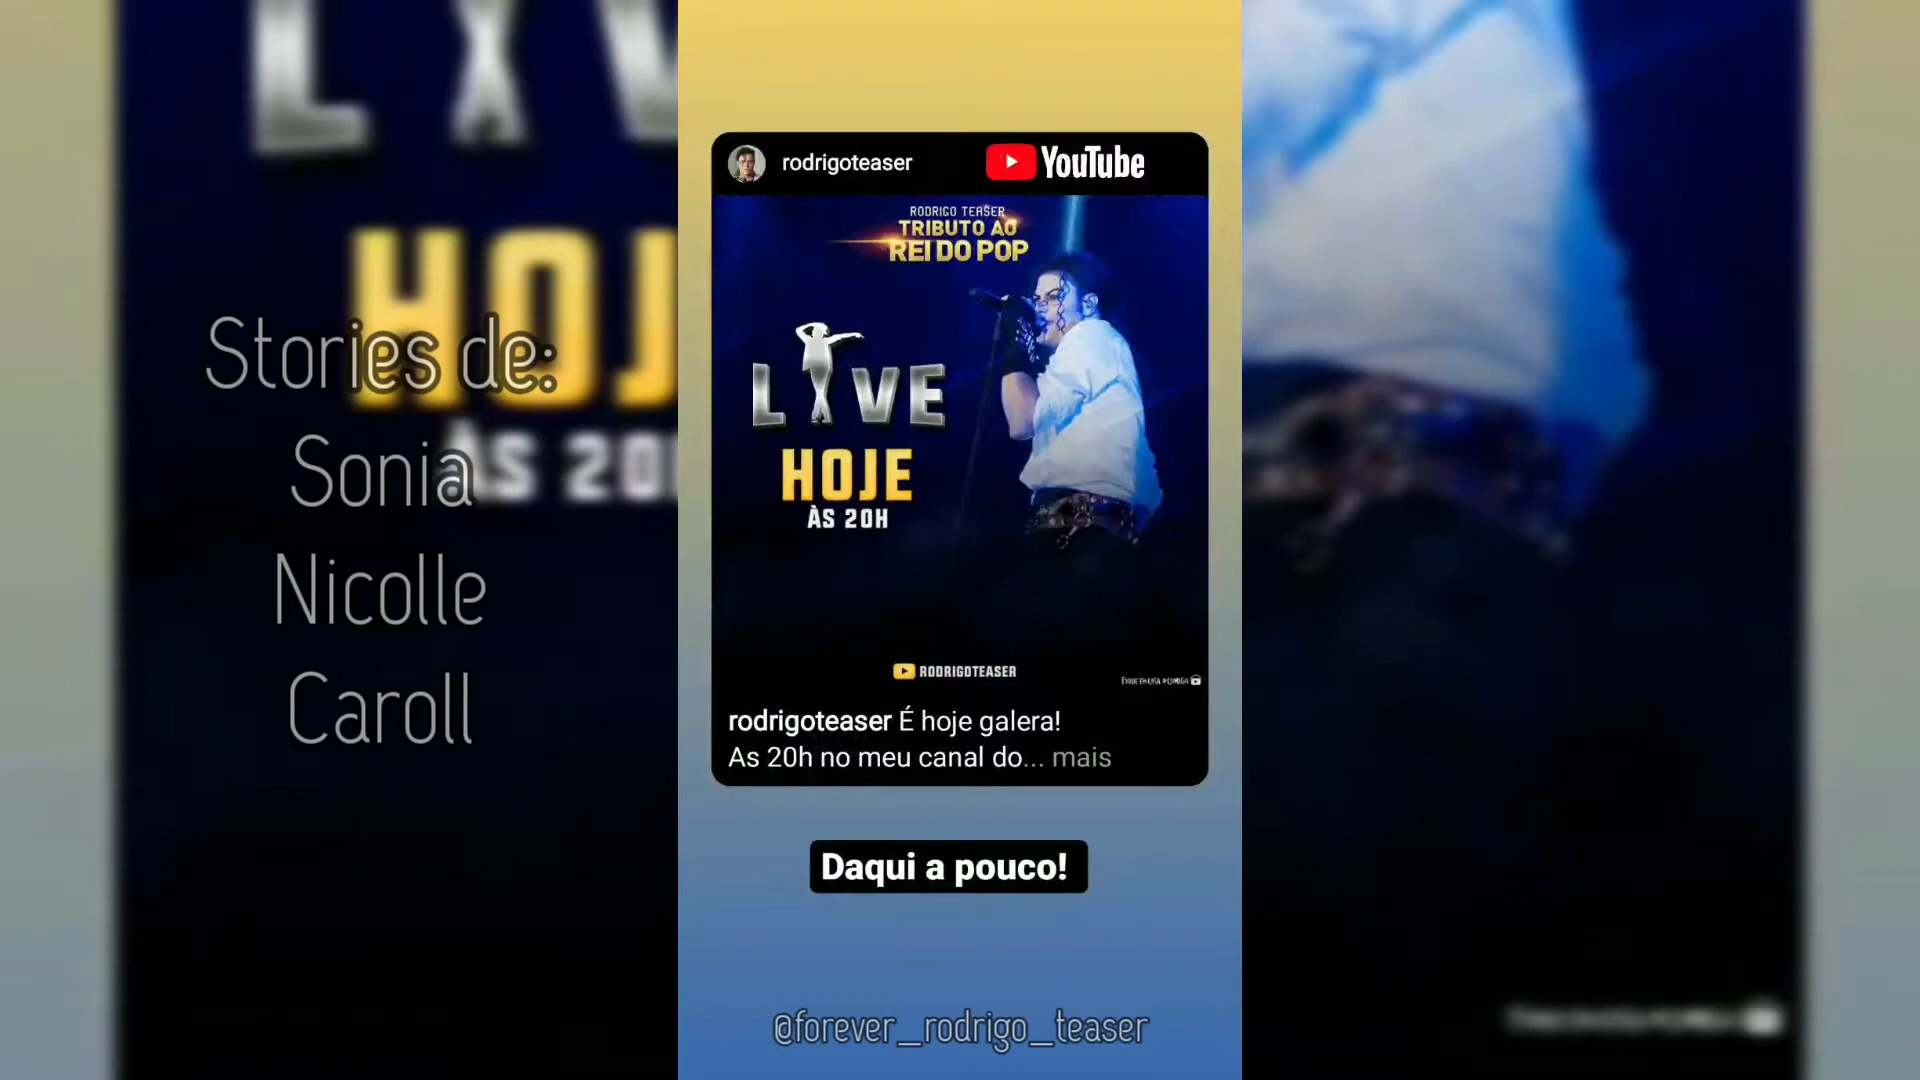 Stories de:
Sonia
Nicolle
Caroll
rodrigoteaser
YouTube
RODRIGO TEASER
TRIBUTO AO
REI DO POP
LIVE
HOJE
ÀS 20H
RODRIGOTEASER
rodrigoteaser É hoje galera!
As 20h no meu canal do... mais
Daqui a pouco!
@forever_rodrigo_teaser